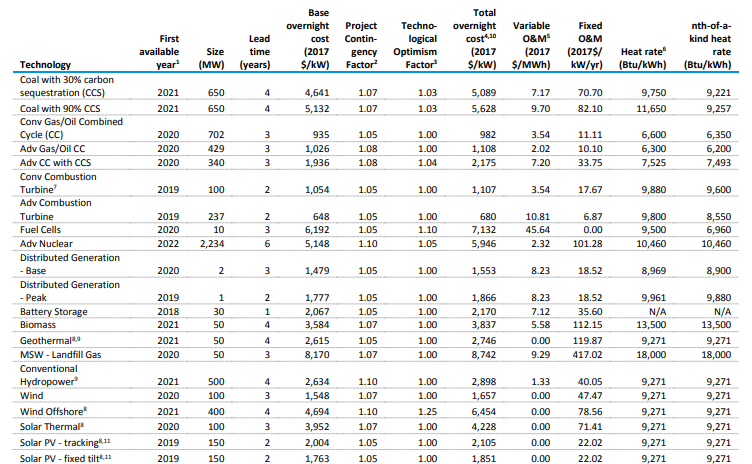 Technology First available year¹ Size (MW) Lead time (years) Base overnight cost (2017 $/kW) Project Contin-gency Factor² Techno-logical Optimism Factor³ Total overnight cost⁴,¹⁰ (2017 $/kW) Variable O&M⁵ (2017 $/MWh) Fixed O&M (2017$/ kW/yr) Heat rate⁶ (Btu/kWh) nth-of-a-kind heat rate (Btu/kWh)
Coal with 30% carbon
sequestration (CCS) 2021 650 4 4,641 1.07 1.03 5,089 7.17 70.70 9,750 9,221
Coal with 90% CCS 2021 650 4 5,132 1.07 1.03 5,628 9.70 82.10 11,650 9,257
Conv Gas/Oil Combined
Cycle (CC) 2020 702 3 935 1.05 1.00 982 3.54 11.11 6,600 6,350
Adv Gas/Oil CC 2020 429 3 1,026 1.08 1.00 1,108 2.02 10.10 6,300 6,200
Adv CC with CCS 2020 340 3 1,936 1.08 1.04 2,175 7.20 33.75 7,525 7,493
Conv Combustion
Turbine⁷ 2019 100 2 1,054 1.05 1.00 1,107 3.54 17.67 9,880 9,600
Adv Combustion
Turbine 2019 237 2 648 1.05 1.00 680 10.81 6.87 9,800 8,550
Fuel Cells 2020 10 3 6,192 1.05 1.10 7,132 45.64 0.00 9,500 6,960
Adv Nuclear 2022 2,234 6 5,148 1.10 1.05 5,946 2.32 101.28 10,460 10,460
Distributed Generation
- Base 2020 2 3 1,479 1.05 1.00 1,553 8.23 18.52 8,969 8,900
Distributed Generation
- Peak 2019 1 2 1,777 1.05 1.00 1,866 8.23 18.52 9,961 9,880
Battery Storage 2018 30 1 2,067 1.05 1.00 2,170 7.12 35.60 N/A N/A
Biomass 2021 50 4 3,584 1.07 1.00 3,837 5.58 112.15 13,500 13,500
Geothermal⁸,⁹ 2021 50 4 2,615 1.05 1.00 2,746 0.00 119.87 9,271 9,271
MSW - Landfill Gas 2020 50 3 8,170 1.07 1.00 8,742 9.29 417.02 18,000 18,000
Conventional
Hydropower⁹ 2021 500 4 2,634 1.10 1.00 2,898 1.33 40.05 9,271 9,271
Wind 2020 100 3 1,548 1.07 1.00 1,657 0.00 47.47 9,271 9,271
Wind Offshore⁸ 2021 400 4 4,694 1.10 1.25 6,454 0.00 78.56 9,271 9,271
Solar Thermal⁸ 2020 100 3 3,952 1.07 1.00 4,228 0.00 71.41 9,271 9,271
Solar PV - tracking⁸,¹¹ 2019 150 2 2,004 1.05 1.00 2,105 0.00 22.02 9,271 9,271
Solar PV - fixed tilt⁸,¹¹ 2019 150 2 1,763 1.05 1.00 1,851 0.00 22.02 9,271 9,271